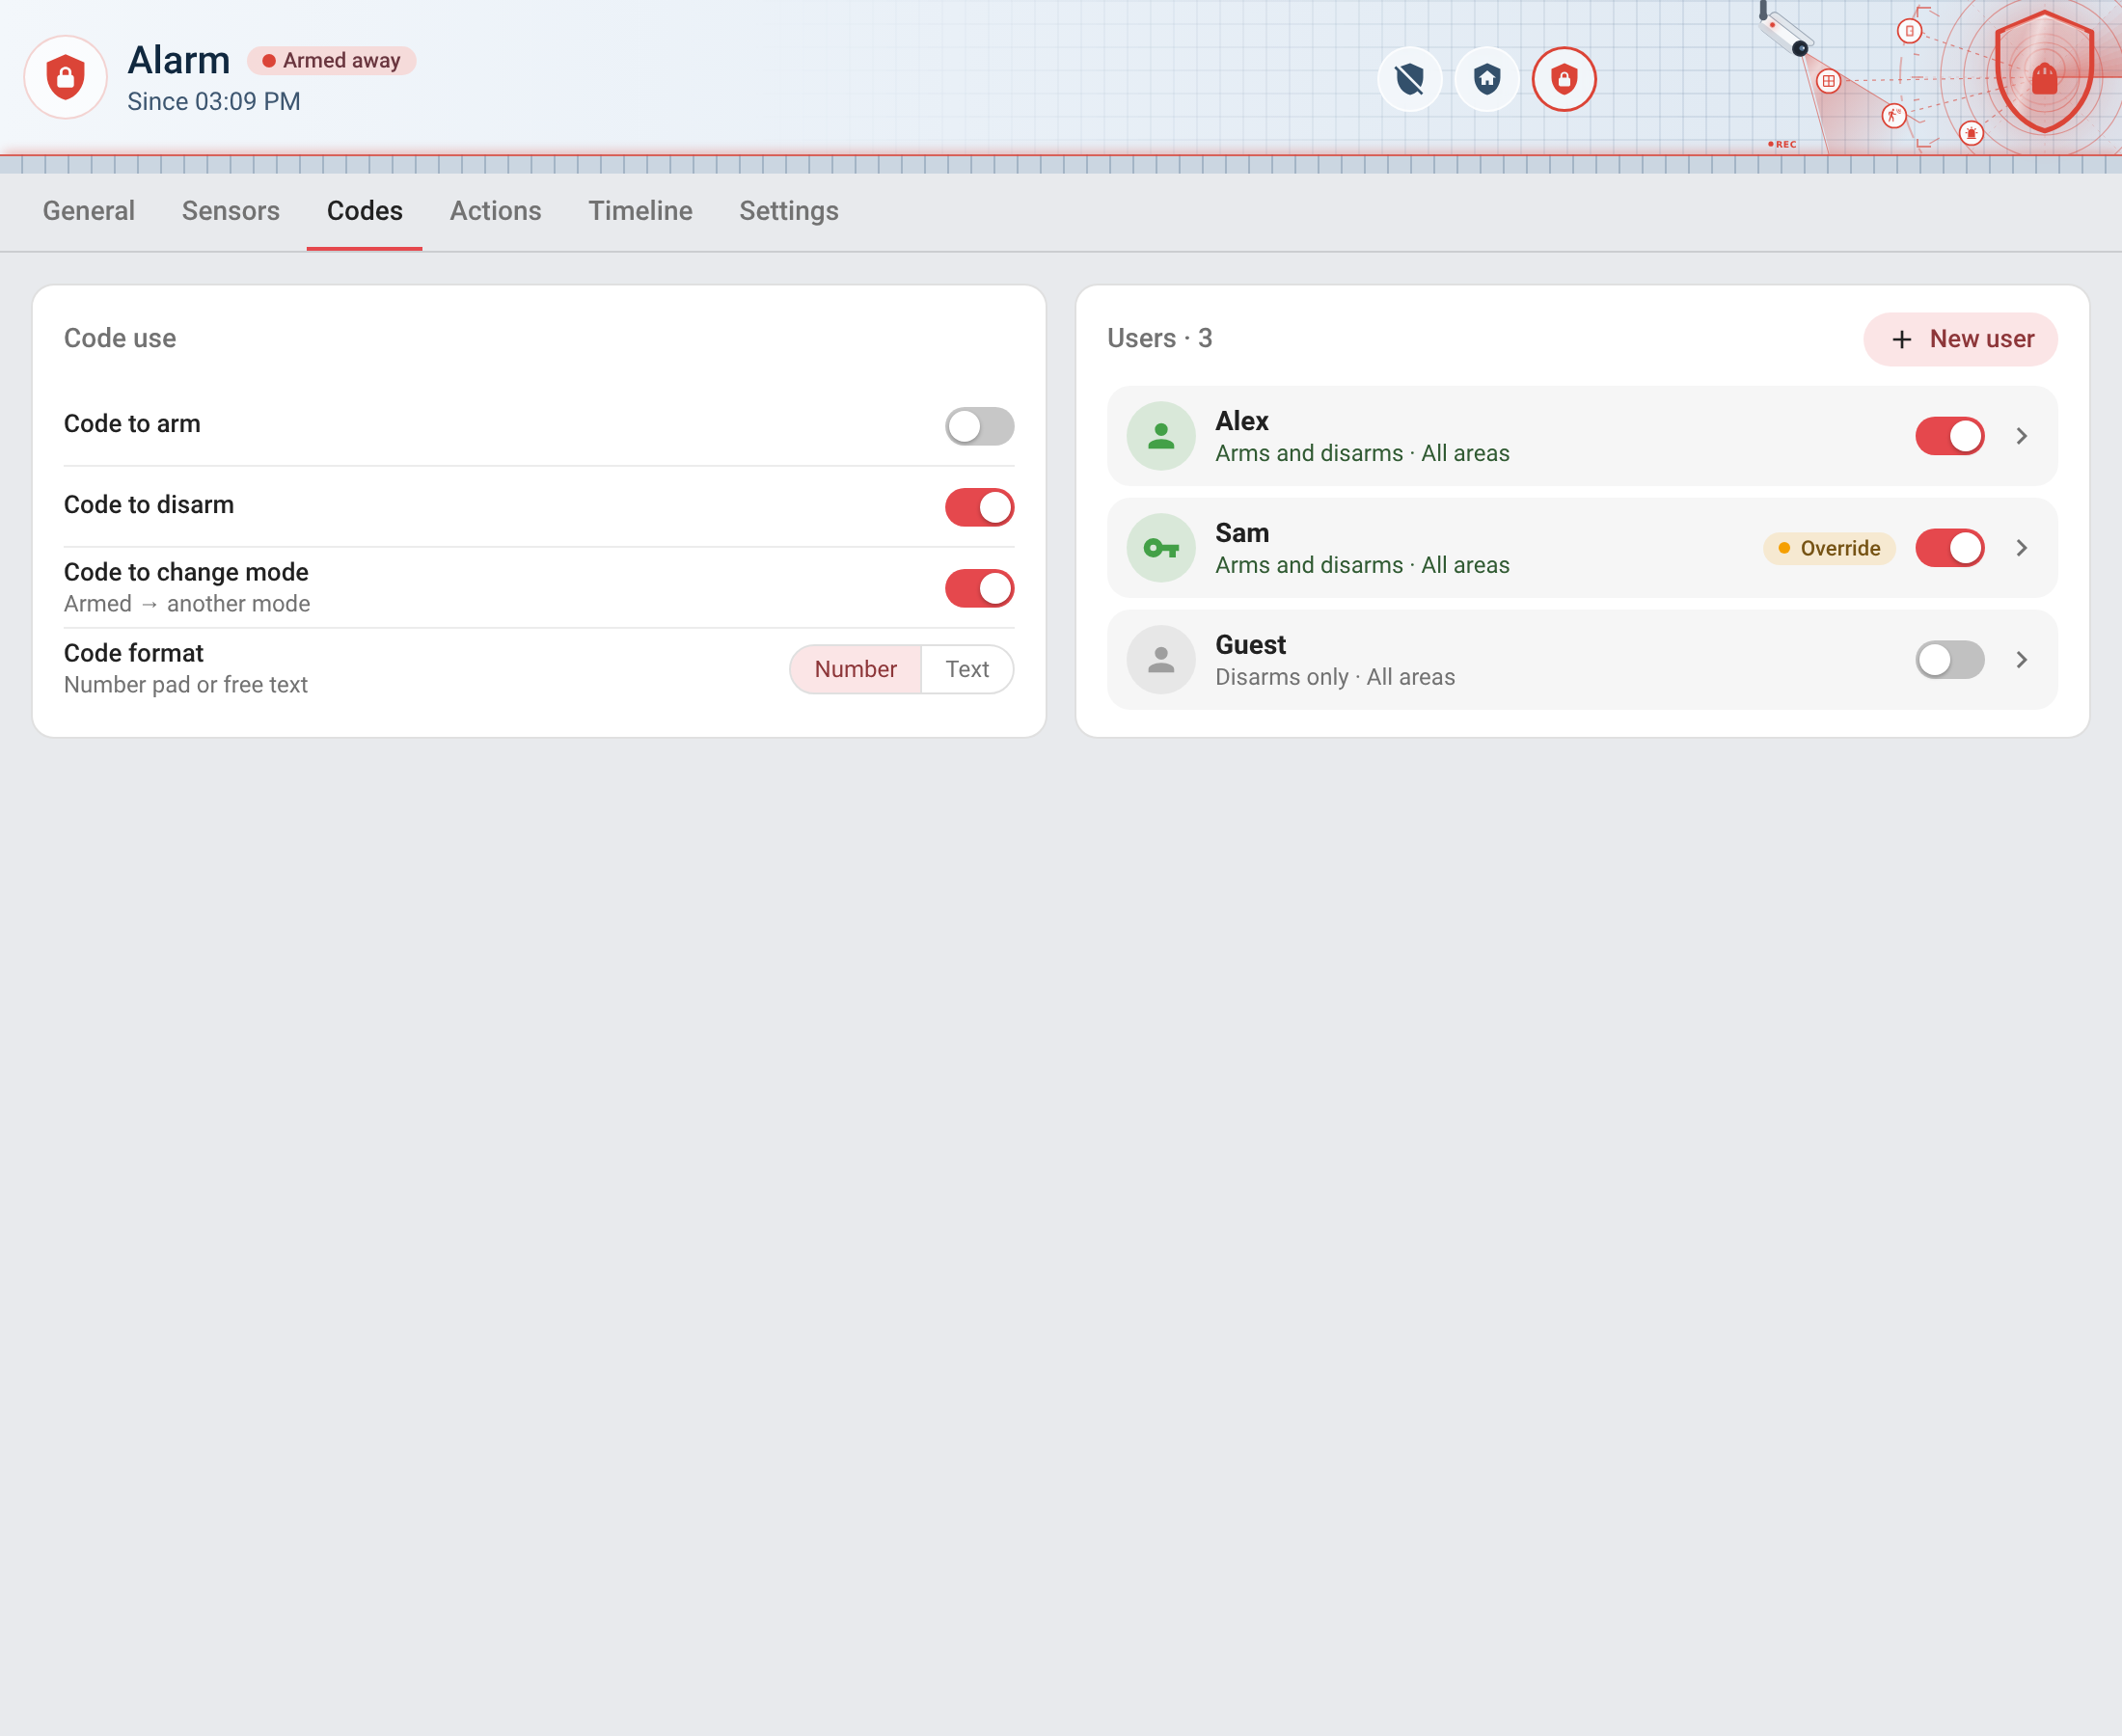 Alarm
Armed away
Since 03:09 PM
REC
General
Sensors
Codes
Actions
Timeline
Settings
Code use
Code to arm
Code to disarm
Code to change mode
Armed → another mode
Code format
Number pad or free text
Number
Text
Users · 3
+ New user
Alex
Arms and disarms · All areas
Sam
Arms and disarms · All areas
Override
Guest
Disarms only · All areas